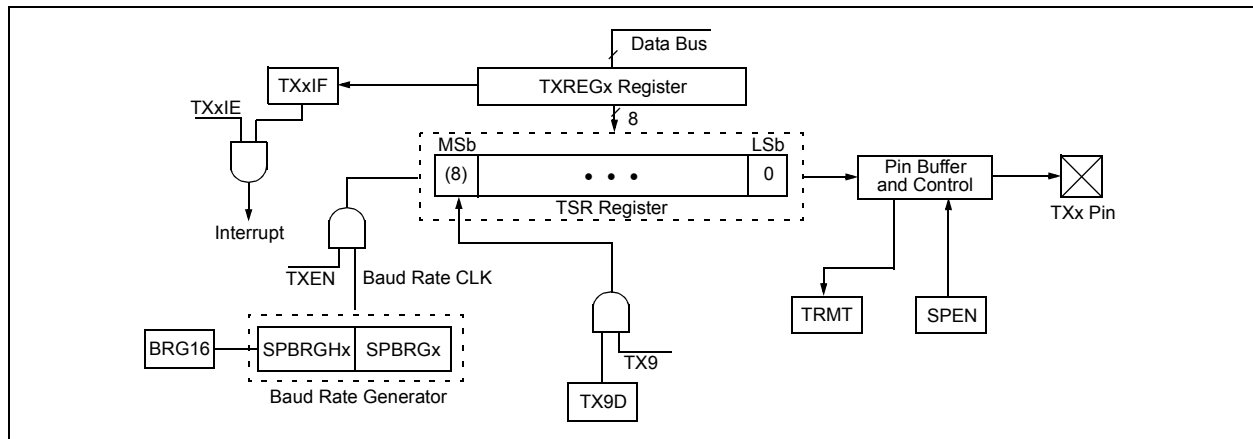 Data Bus
TXxIF
TXREGx Register
TXxIE
8
MSb
LSb
(8)
• • •
0
Pin Buffer
and Control
TSR Register
TXx Pin
Interrupt
TXEN
Baud Rate CLK
TRMT
SPEN
BRG16
SPBRGHx
SPBRGx
TX9
Baud Rate Generator
TX9D